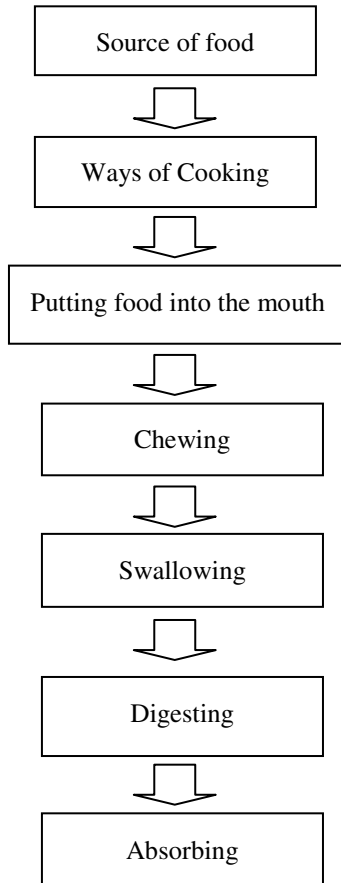 Source of food
Ways of Cooking
Putting food into the mouth
Chewing
Swallowing
Digesting
Absorbing